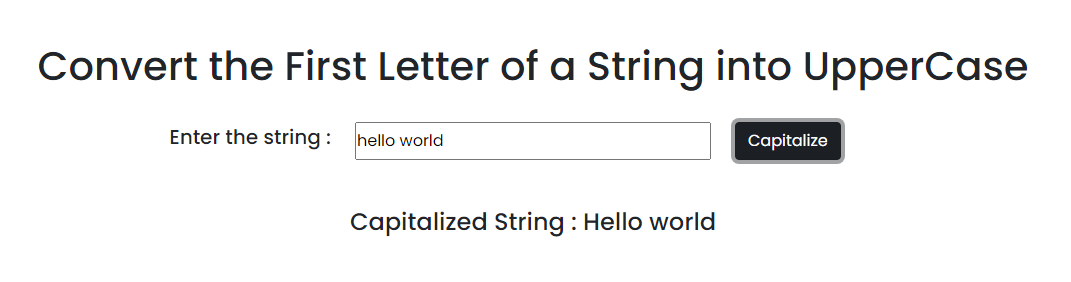 Convert the First Letter of a String into UpperCase
Enter the string : hello world Capitalize
Capitalized String : Hello world